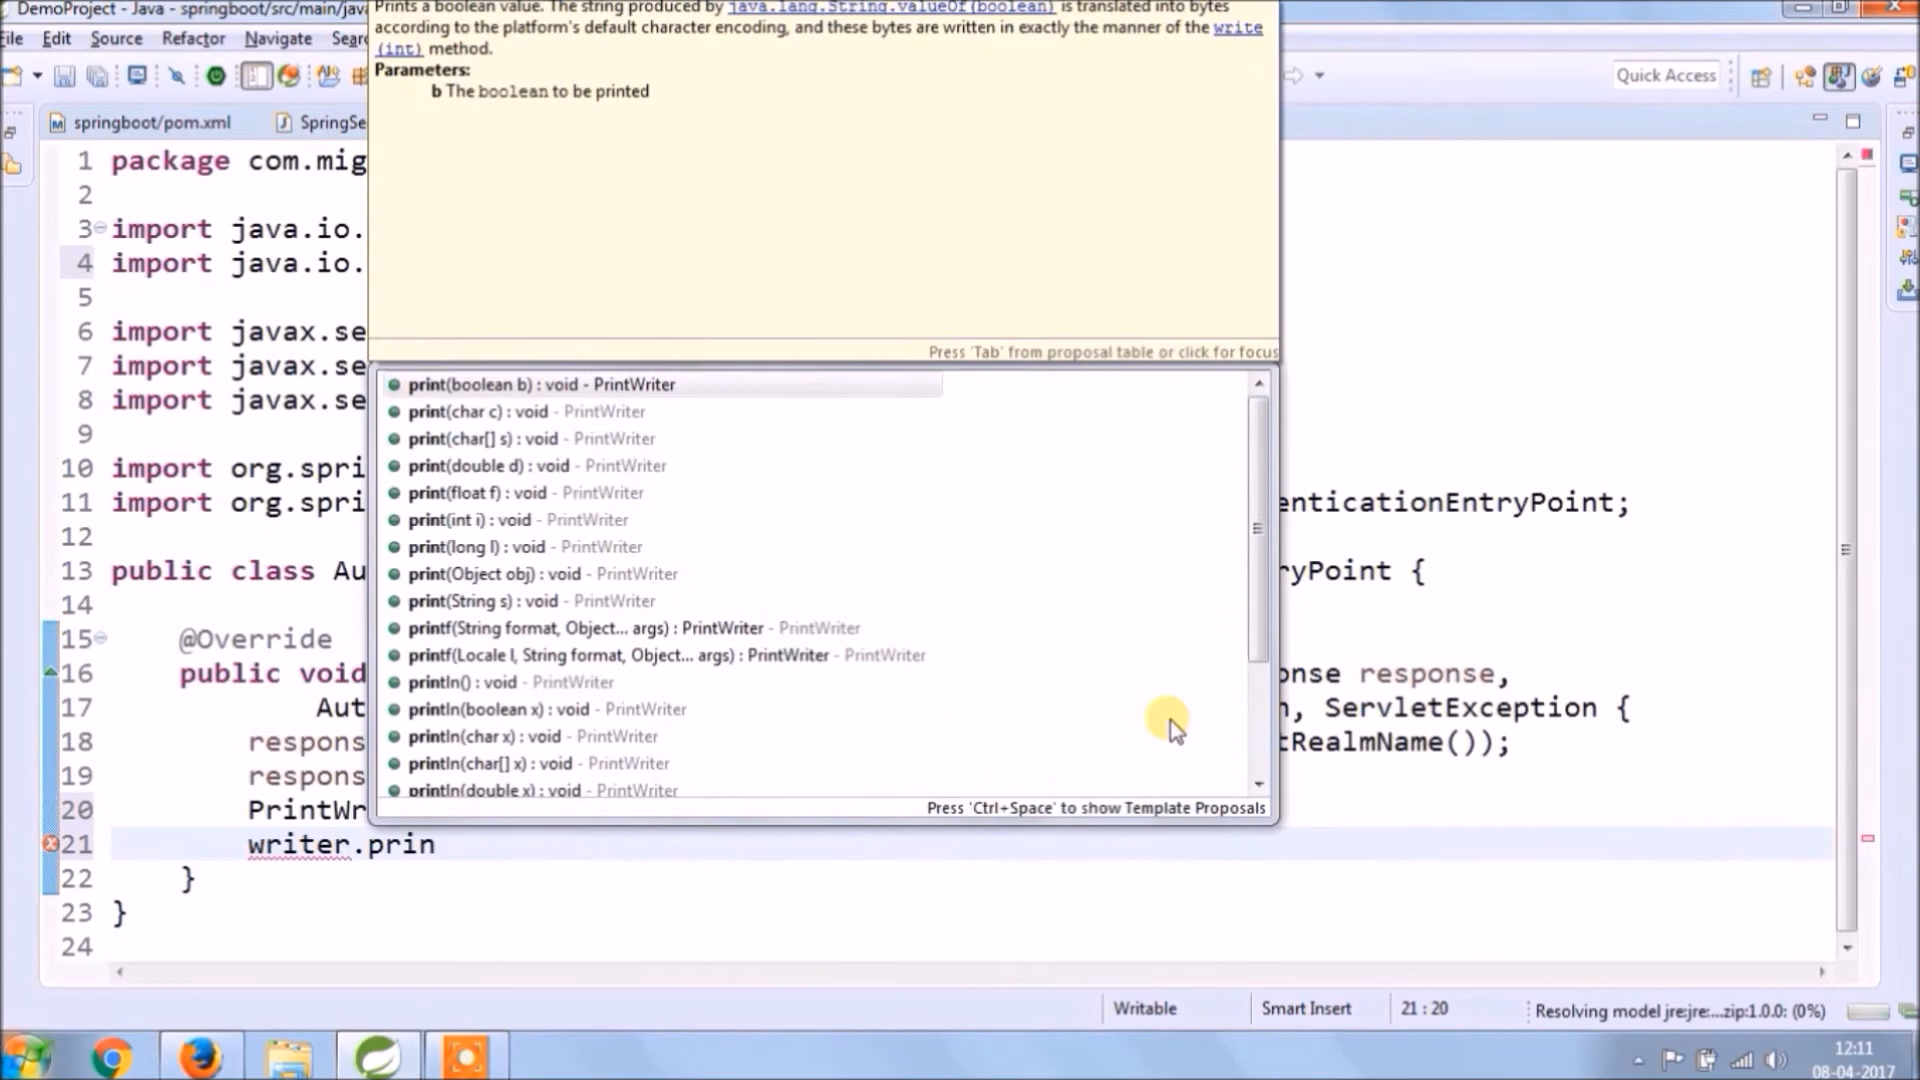 DemoProject - Java - springboot/src/main/java
File Edit Source Refactor Navigate
Prints a boolean value. The string produced by java.lang.String.valueOf(boolean) is translated into bytes
according to the platform's default character encoding, and these bytes are written in exactly the manner of the write
(int) method.
Parameters:
b The boolean to be printed
Press 'Tab' from proposal table or click for focus
Quick Access
springboot/pom.xml SpringSe
1 package com.mig
2
3 import java.io.
4 import java.io.
5
6 import javax.se
7 import javax.se
8 import javax.se
9
10 import org.spri
11 import org.spri enticationEntryPoint;
12
13 public class Au ryPoint {
14
15 @Override
16 public void onse response,
17 Aut , ServletException {
18 respons tRealmName());
19 respons
20 PrintWr
21 writer.prin
22 }
23 }
24
print(boolean b) : void - PrintWriter
print(char c) : void - PrintWriter
print(char[] s) : void - PrintWriter
print(double d) : void - PrintWriter
print(float f) : void - PrintWriter
print(int i) : void - PrintWriter
print(long l) : void - PrintWriter
print(Object obj) : void - PrintWriter
print(String s) : void - PrintWriter
printf(String format, Object... args) : PrintWriter - PrintWriter
printf(Locale l, String format, Object... args) : PrintWriter - PrintWriter
println() : void - PrintWriter
println(boolean x) : void - PrintWriter
println(char x) : void - PrintWriter
println(char[] x) : void - PrintWriter
println(double x) : void - PrintWriter
Press 'Ctrl+Space' to show Template Proposals
Writable Smart Insert 21 : 20 Resolving model jre:jre:...zip:1.0.0: (0%)
12:11
08-04-2017